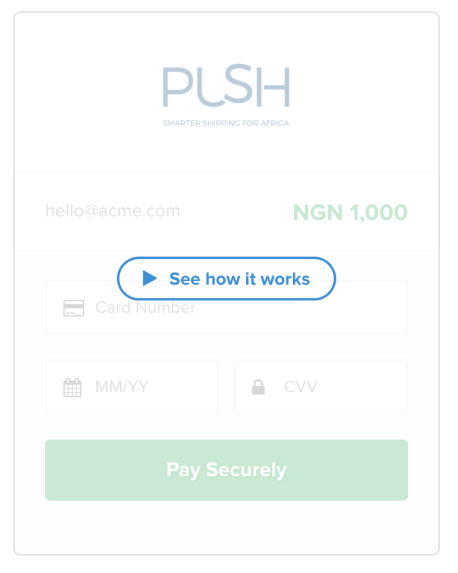 PUSH
SMARTER SHIPPING FOR AFRICA
hello@acme.com
NGN 1,000
See how it works
Card Number
MM/YY
CVV
Pay Securely